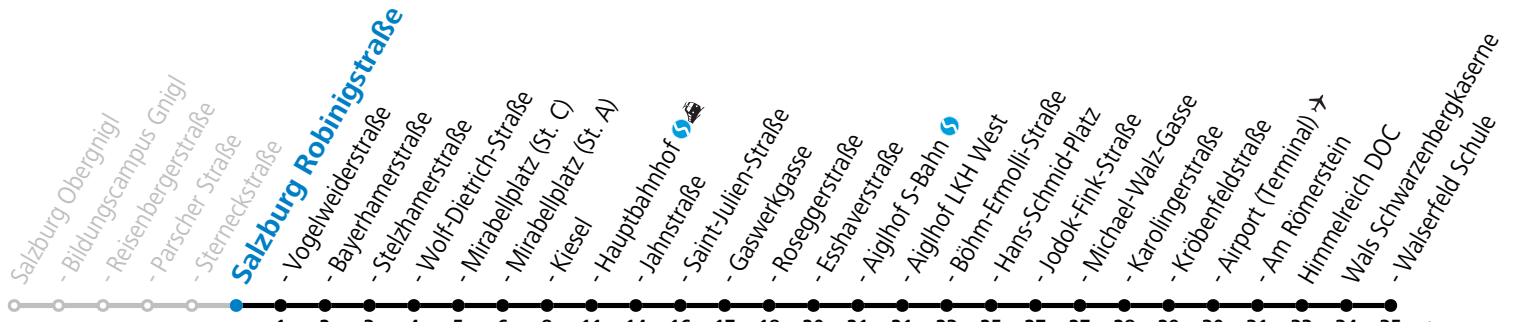 Salzburg Obergnigl
- Bildungscampus Gnigl
- Reisenbergerstraße
- Parscher Straße
- Sterneckstraße
Salzburg Robinigstraße
- Vogelweiderstraße
- Bayerhamerstraße
- Stelzhamerstraße
- Wolf-Dietrich-Straße
- Mirabellplatz (St. C)
- Mirabellplatz (St. A)
- Kiesel
- Hauptbahnhof
- Jahnstraße
- Saint-Julien-Straße
- Gaswerkgasse
- Roseggerstraße
- Esshaverstraße
- Aiglhof S-Bahn
- Aiglhof LKH West
- Böhm-Ermolli-Straße
- Hans-Schmid-Platz
- Jodok-Fink-Straße
- Michael-Walz-Gasse
- Karolingerstraße
- Kröbenfeldstraße
- Airport (Terminal)
- Am Römerstein
Himmelreich DOC
Wals Schwarzenbergkaserne
- Walserfeld Schule